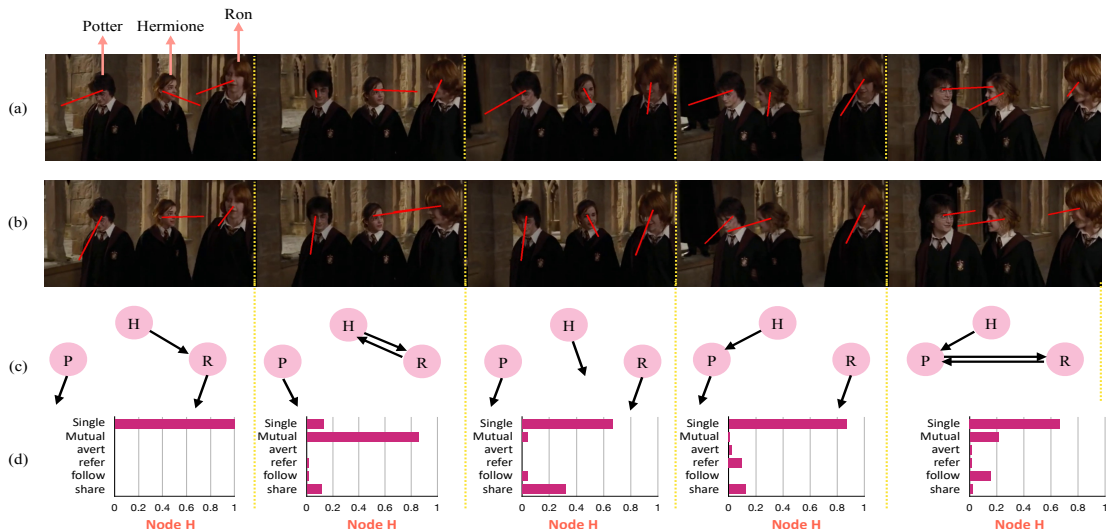 Potter Hermione Ron
(a)
(b)
(c)
H
P R
H
P R
H
P R
H
P R
H
P R
(d)
Single
Mutual
avert
refer
follow
share
0 0.2 0.4 0.6 0.8 1
Node H
Single
Mutual
avert
refer
follow
share
0 0.2 0.4 0.6 0.8 1
Node H
Single
Mutual
avert
refer
follow
share
0 0.2 0.4 0.6 0.8 1
Node H
Single
Mutual
avert
refer
follow
share
0 0.2 0.4 0.6 0.8 1
Node H
Single
Mutual
avert
refer
follow
share
0 0.2 0.4 0.6 0.8 1
Node H